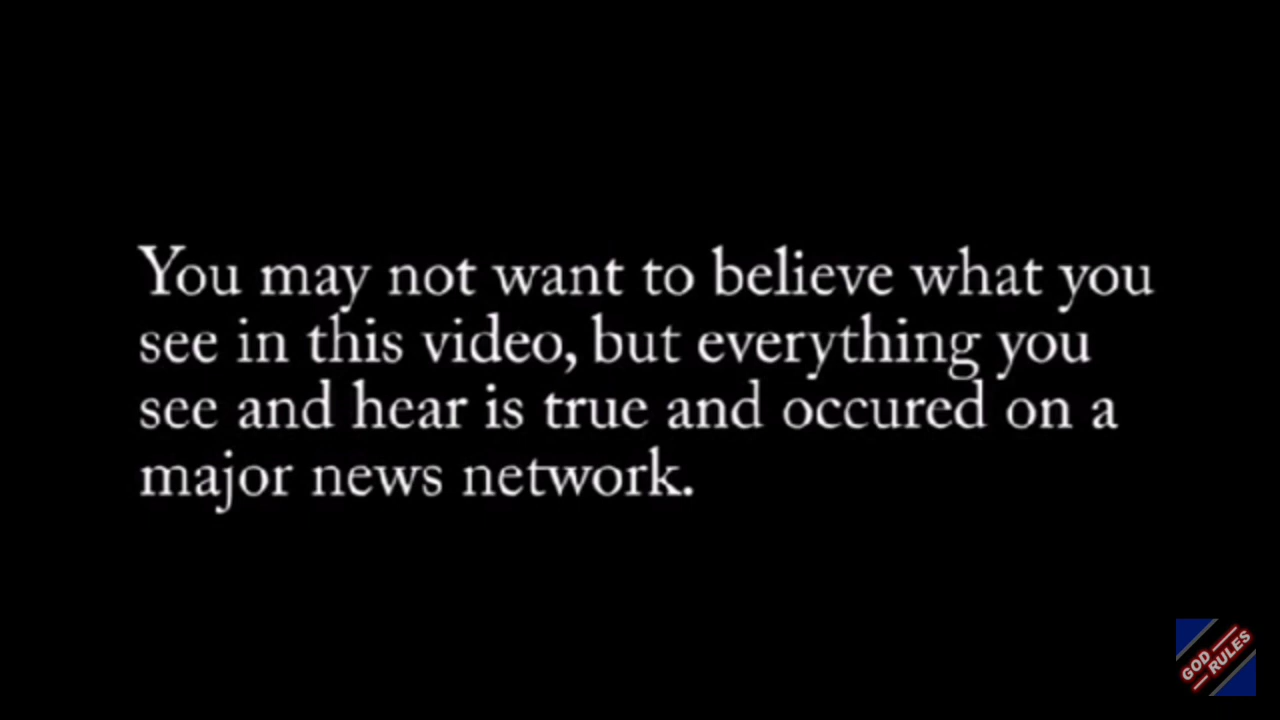 You may not want to believe what you
see in this video, but everything you
see and hear is true and occured on a
major news network.
GOD
RULES